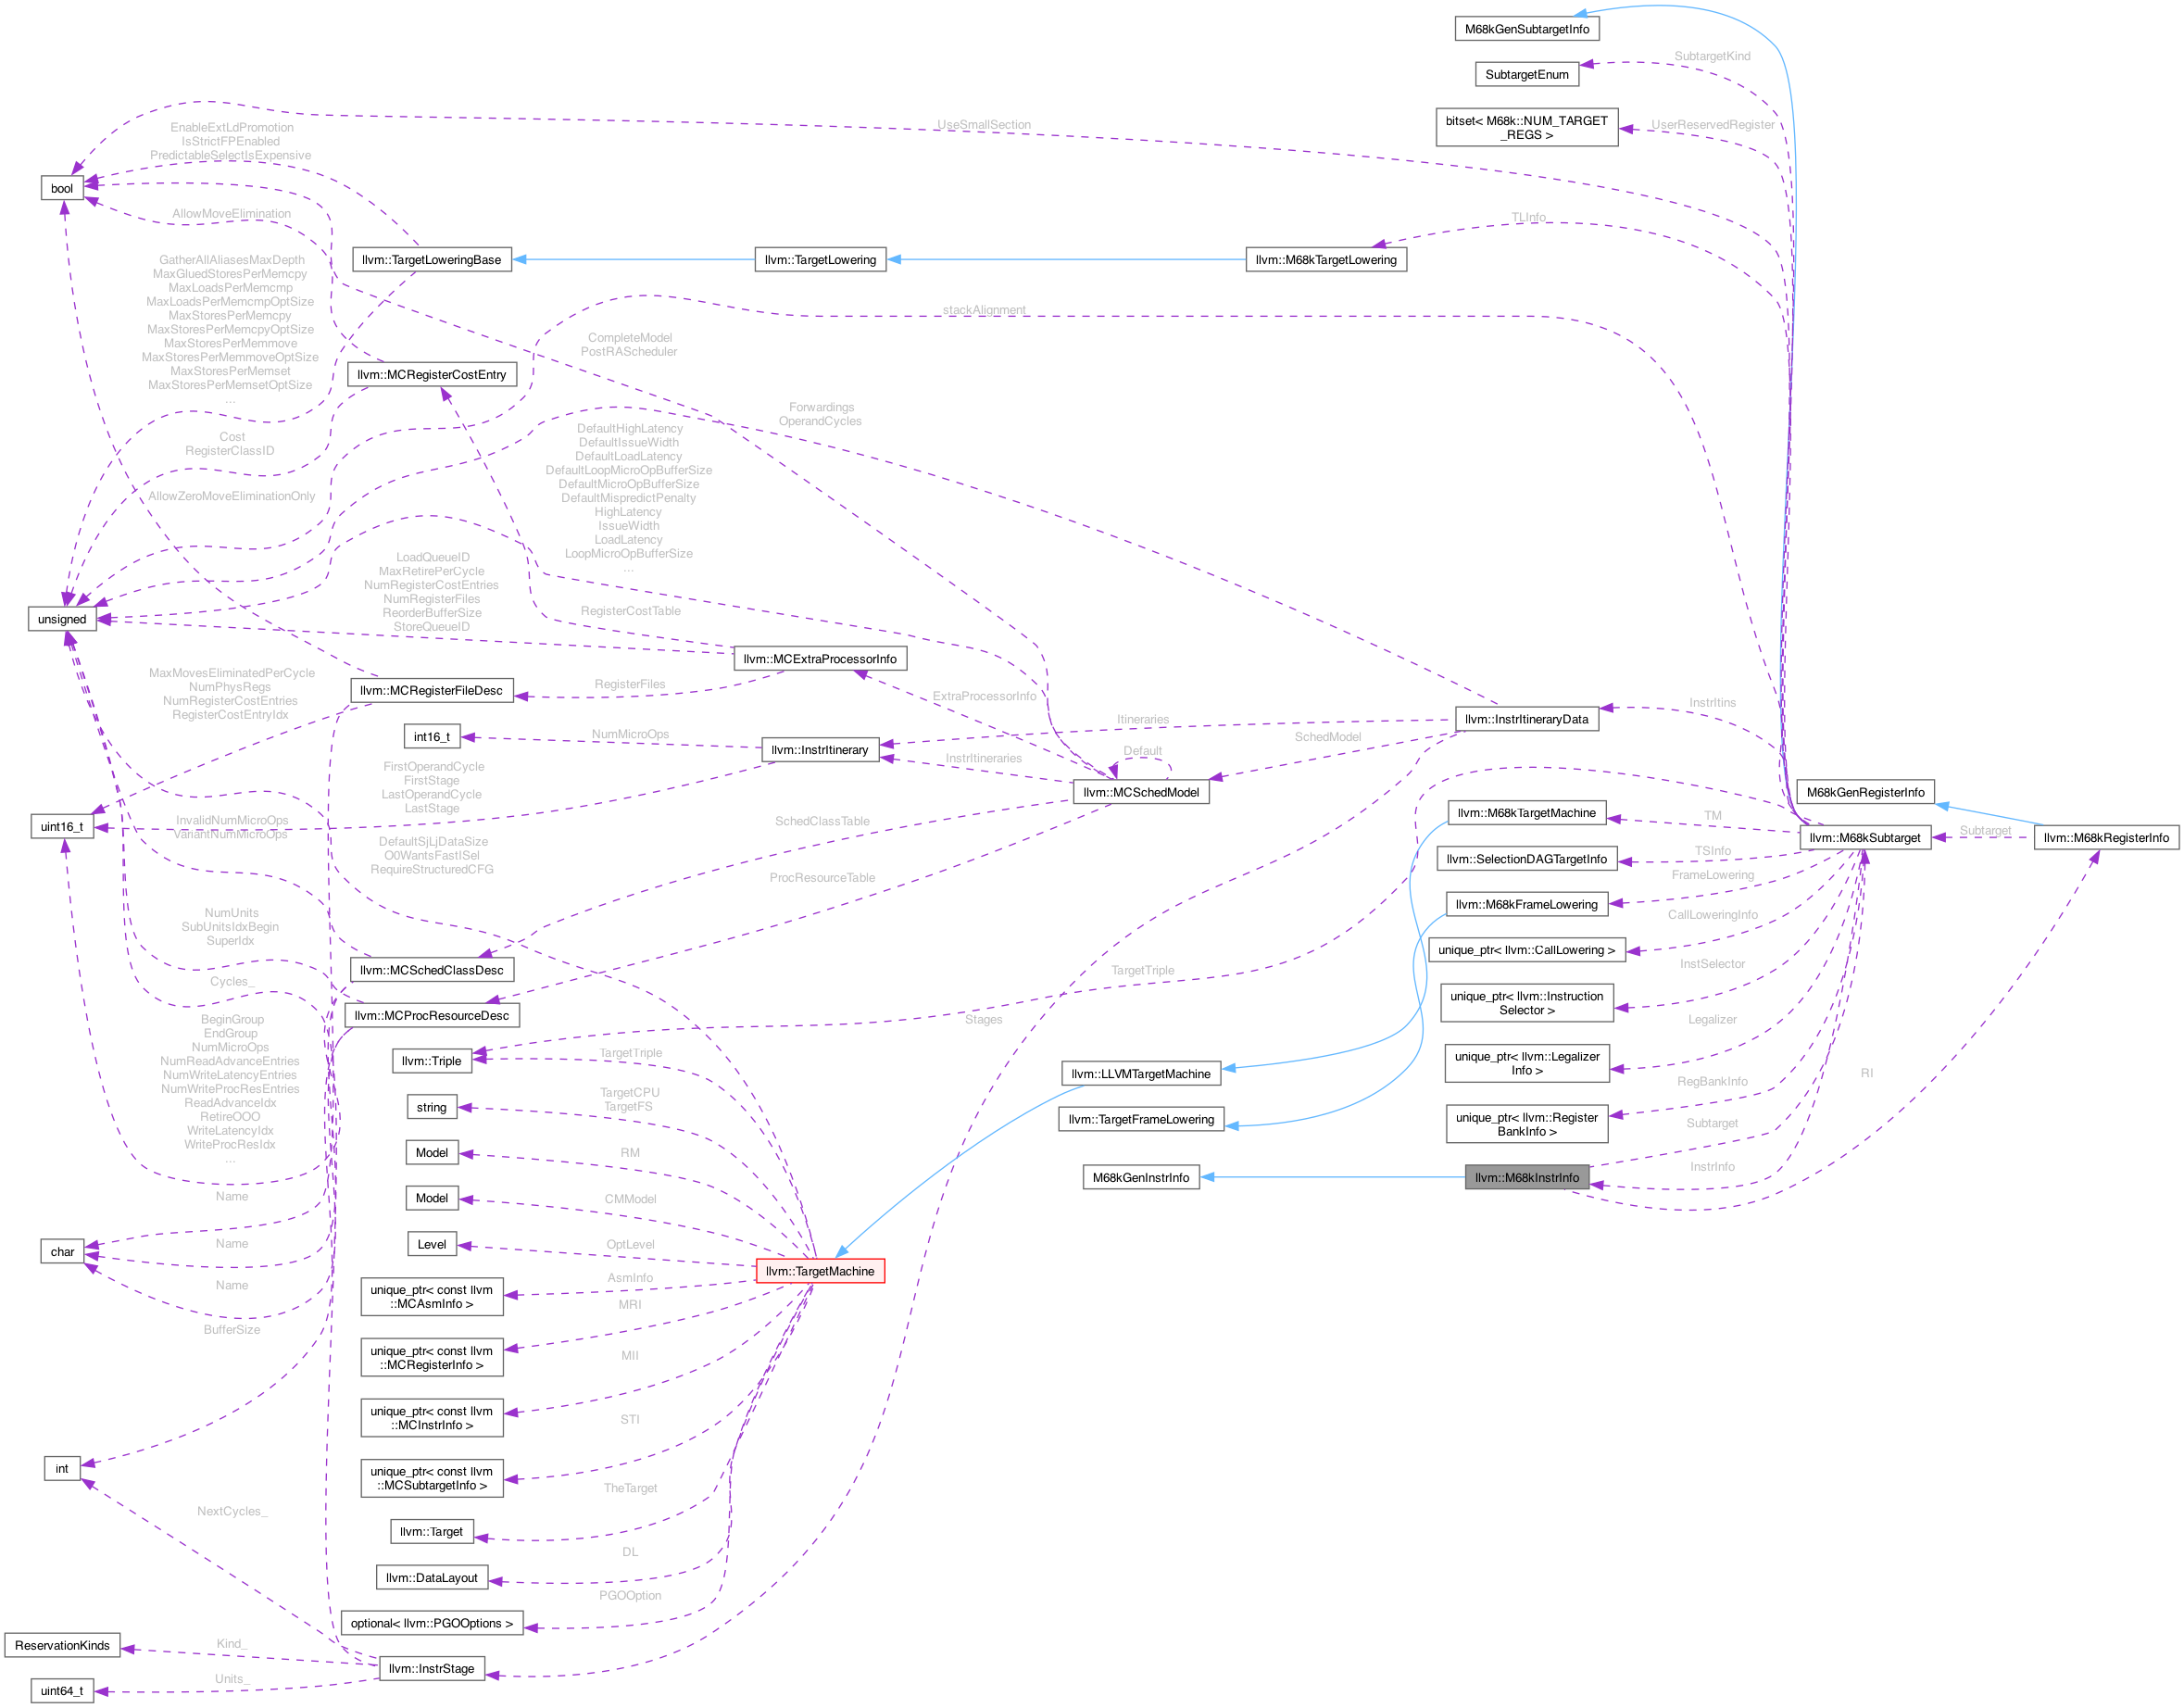 M68kGenSubtargetInfo
SubtargetKind
SubtargetEnum
bitset< M68k::NUM_TARGET
_REGS >
UserReservedRegister
UseSmallSection
EnableExtLdPromotion
IsStrictFPEnabled
PredictableSelectIsExpensive
bool
AllowMoveElimination
TLInfo
llvm::TargetLoweringBase
llvm::TargetLowering
llvm::M68kTargetLowering
GatherAllAliasesMaxDepth
MaxGluedStoresPerMemcpy
MaxLoadsPerMemcmp
MaxLoadsPerMemcmpOptSize
MaxStoresPerMemcpy
MaxStoresPerMemcpyOptSize
MaxStoresPerMemmove
MaxStoresPerMemmoveOptSize
MaxStoresPerMemset
MaxStoresPerMemsetOptSize
...
stackAlignment
CompleteModel
PostRAScheduler
llvm::MCRegisterCostEntry
Forwardings
OperandCycles
Cost
RegisterClassID
AllowZeroMoveEliminationOnly
DefaultHighLatency
DefaultIssueWidth
DefaultLoadLatency
DefaultLoopMicroOpBufferSize
DefaultMicroOpBufferSize
DefaultMispredictPenalty
HighLatency
IssueWidth
LoadLatency
LoopMicroOpBufferSize
...
LoadQueueID
MaxRetirePerCycle
NumRegisterCostEntries
NumRegisterFiles
ReorderBufferSize
StoreQueueID
RegisterCostTable
unsigned
llvm::MCExtraProcessorInfo
MaxMovesEliminatedPerCycle
NumPhysRegs
NumRegisterCostEntries
RegisterCostEntryIdx
llvm::MCRegisterFileDesc
RegisterFiles
ExtraProcessorInfo
InstrItins
llvm::InstrItineraryData
Itineraries
int16_t
NumMicroOps
llvm::InstrItinerary
SchedModel
Default
InstrItineraries
llvm::MCSchedModel
FirstOperandCycle
FirstStage
LastOperandCycle
LastStage
M68kGenRegisterInfo
uint16_t
InvalidNumMicroOps
VariantNumMicroOps
SchedClassTable
llvm::M68kTargetMachine
TM
llvm::M68kSubtarget
Subtarget
llvm::M68kRegisterInfo
DefaultSjLjDataSize
O0WantsFastISel
RequireStructuredCFG
TSInfo
llvm::SelectionDAGTargetInfo
ProcResourceTable
FrameLowering
llvm::M68kFrameLowering
NumUnits
SubUnitsIdxBegin
SuperIdx
CallLoweringInfo
unique_ptr< llvm::CallLowering >
llvm::MCSchedClassDesc
TargetTriple
InstSelector
Cycles_
unique_ptr< llvm::Instruction
Selector >
llvm::MCProcResourceDesc
Stages
Legalizer
BeginGroup
EndGroup
NumMicroOps
NumReadAdvanceEntries
NumWriteLatencyEntries
NumWriteProcResEntries
ReadAdvanceIdx
RetireOOO
WriteLatencyIdx
WriteProcResIdx
...
llvm::Triple
TargetTriple
unique_ptr< llvm::Legalizer
Info >
llvm::LLVMTargetMachine
RegBankInfo
RI
string
TargetCPU
TargetFS
llvm::TargetFrameLowering
unique_ptr< llvm::Register
BankInfo >
Subtarget
Model
RM
M68kGenInstrInfo
llvm::M68kInstrInfo
InstrInfo
Name
Model
CMModel
char
Name
Level
OptLevel
llvm::TargetMachine
Name
unique_ptr< const llvm
::MCAsmInfo >
AsmInfo
MRI
BufferSize
unique_ptr< const llvm
::MCRegisterInfo >
MII
unique_ptr< const llvm
::MCInstrInfo >
STI
int
unique_ptr< const llvm
::MCSubtargetInfo >
TheTarget
NextCycles_
llvm::Target
DL
llvm::DataLayout
PGOOption
optional< llvm::PGOOptions >
ReservationKinds
Kind_
llvm::InstrStage
Units_
uint64_t